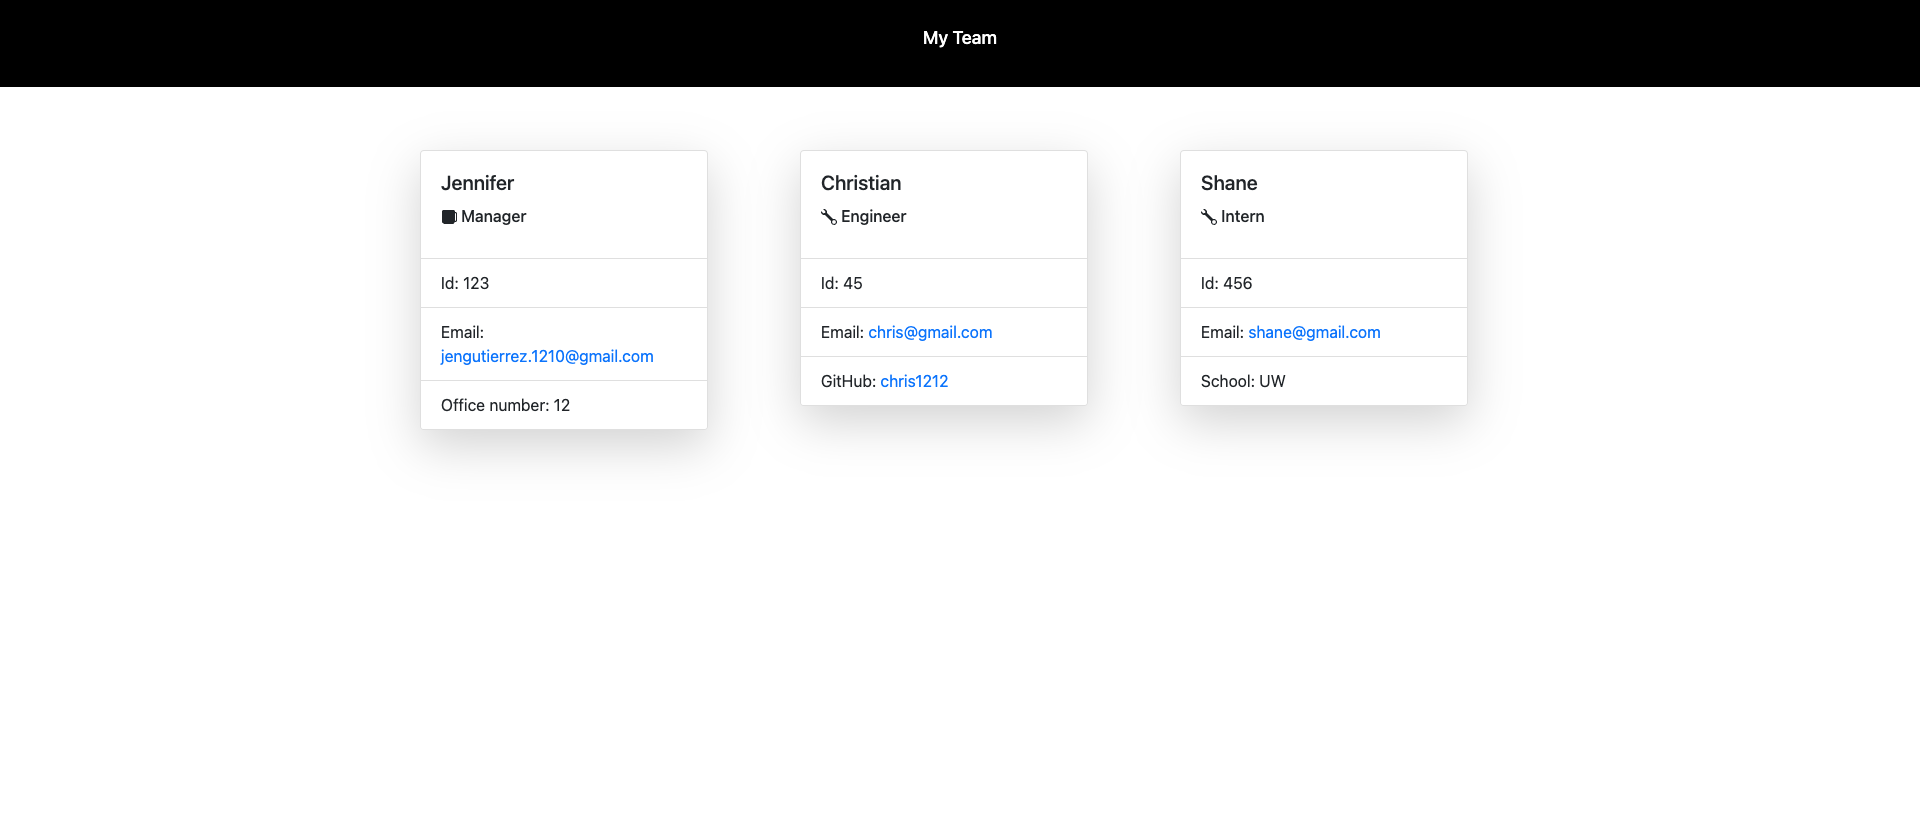 My Team
Jennifer
Manager
Id: 123
Email:
jengutierrez.1210@gmail.com
Office number: 12
Christian
Engineer
Id: 45
Email: chris@gmail.com
GitHub: chris1212
Shane
Intern
Id: 456
Email: shane@gmail.com
School: UW